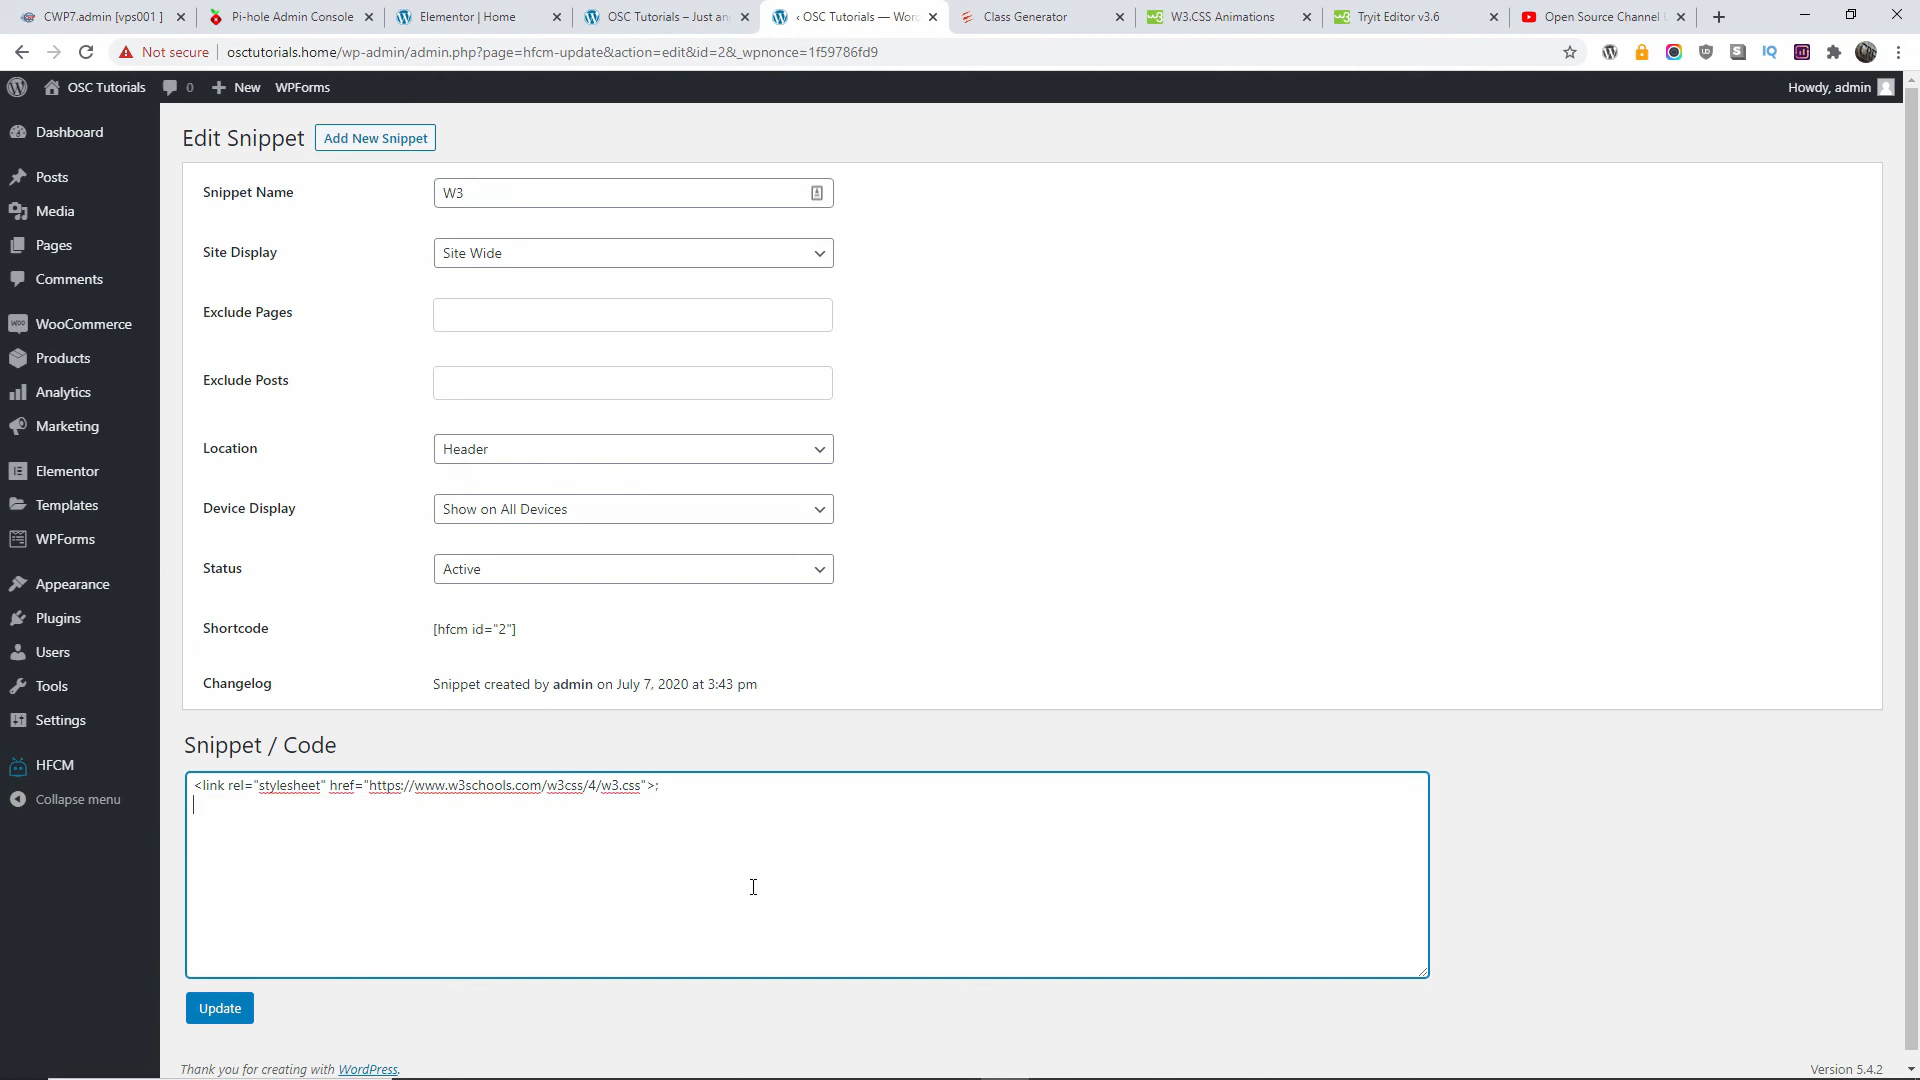 CWP7.admin [vps001 ]
Pi-hole Admin Console
Elementor | Home
OSC Tutorials – Just an
‹ OSC Tutorials — Word
Class Generator
W3.CSS Animations
Tryit Editor v3.6
Open Source Channel
Not secure
osctutorials.home/wp-admin/admin.php?page=hfcm-update&action=edit&id=2&_wpnonce=1f59786fd9
OSC Tutorials
0
New
WPForms
Howdy, admin
Dashboard
Posts
Media
Pages
Comments
WooCommerce
Products
Analytics
Marketing
Elementor
Templates
WPForms
Appearance
Plugins
Users
Tools
Settings
HFCM
Collapse menu
Edit Snippet
Add New Snippet
Snippet Name
W3
Site Display
Site Wide
Exclude Pages
Exclude Posts
Location
Header
Device Display
Show on All Devices
Status
Active
Shortcode
[hfcm id="2"]
Changelog
Snippet created by admin on July 7, 2020 at 3:43 pm
Snippet / Code
<link rel="stylesheet" href="https://www.w3schools.com/w3css/4/w3.css">;
Update
Thank you for creating with WordPress.
Version 5.4.2